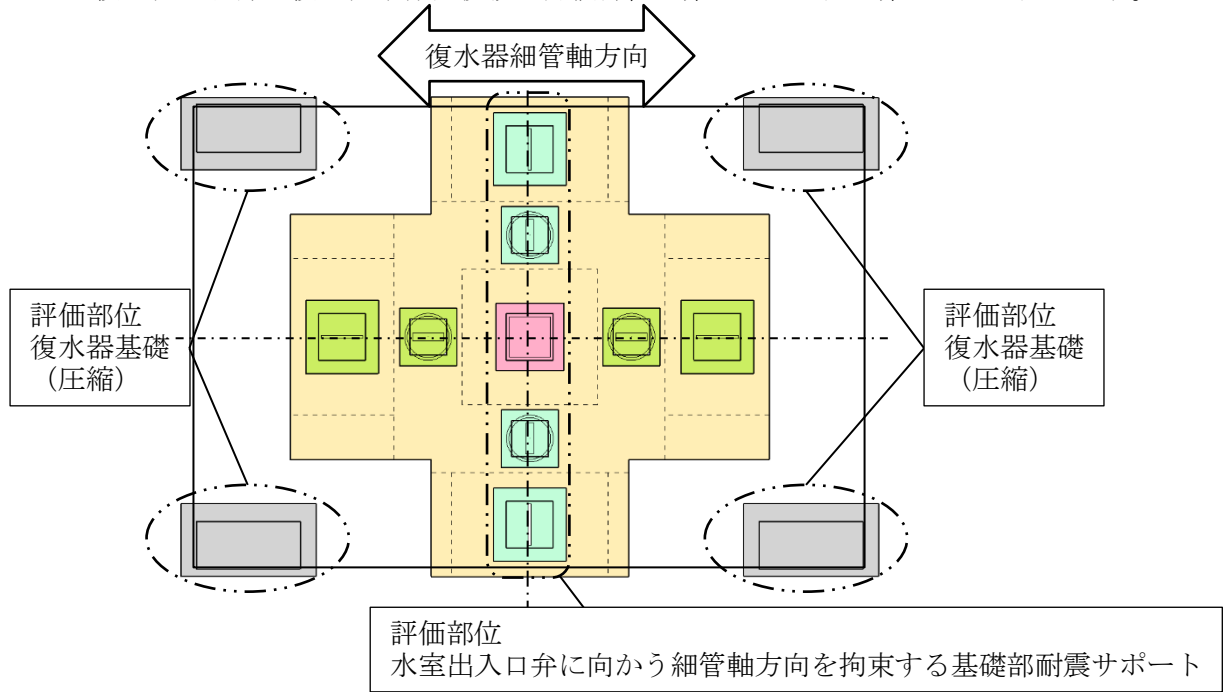 復水器細管軸方向
評価部位
復水器基礎
（圧縮）
評価部位
復水器基礎
（圧縮）
評価部位
水室出入口弁に向かう細管軸方向を拘束する基礎部耐震サポート